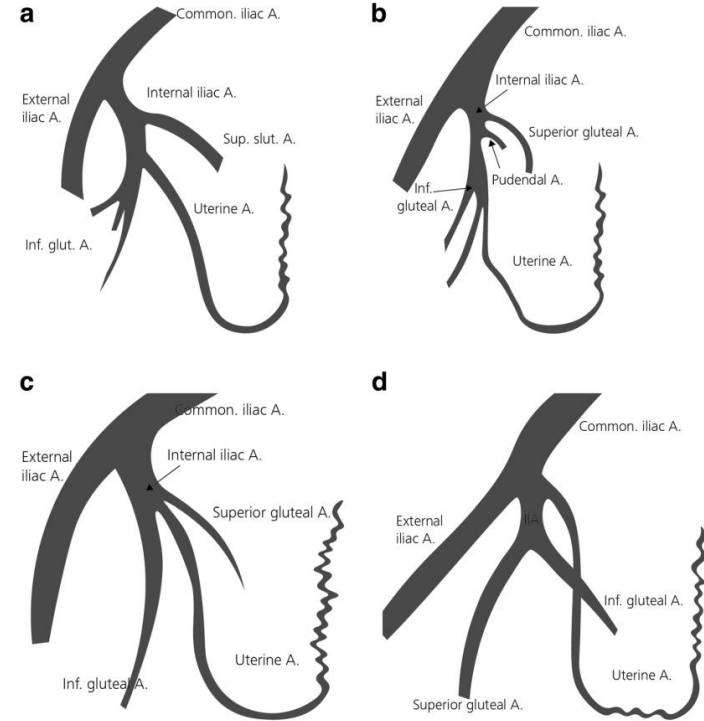 a
Common. iliac A.
External
iliac A.
Internal iliac A.
Sup. slut. A.
Uterine A.
Inf. glut. A.
b
Common. iliac A.
Internal iliac A.
External
iliac A.
Superior gluteal A.
Pudendal A.
Inf.
gluteal A.
Uterine A.
c
Common. iliac A.
External
iliac A.
Internal iliac A.
Superior gluteal A.
Uterine A.
Inf. gluteal A.
d
Common. iliac A.
External
iliac A.
IIA
Inf. gluteal A.
Uterine A.
Superior gluteal A.